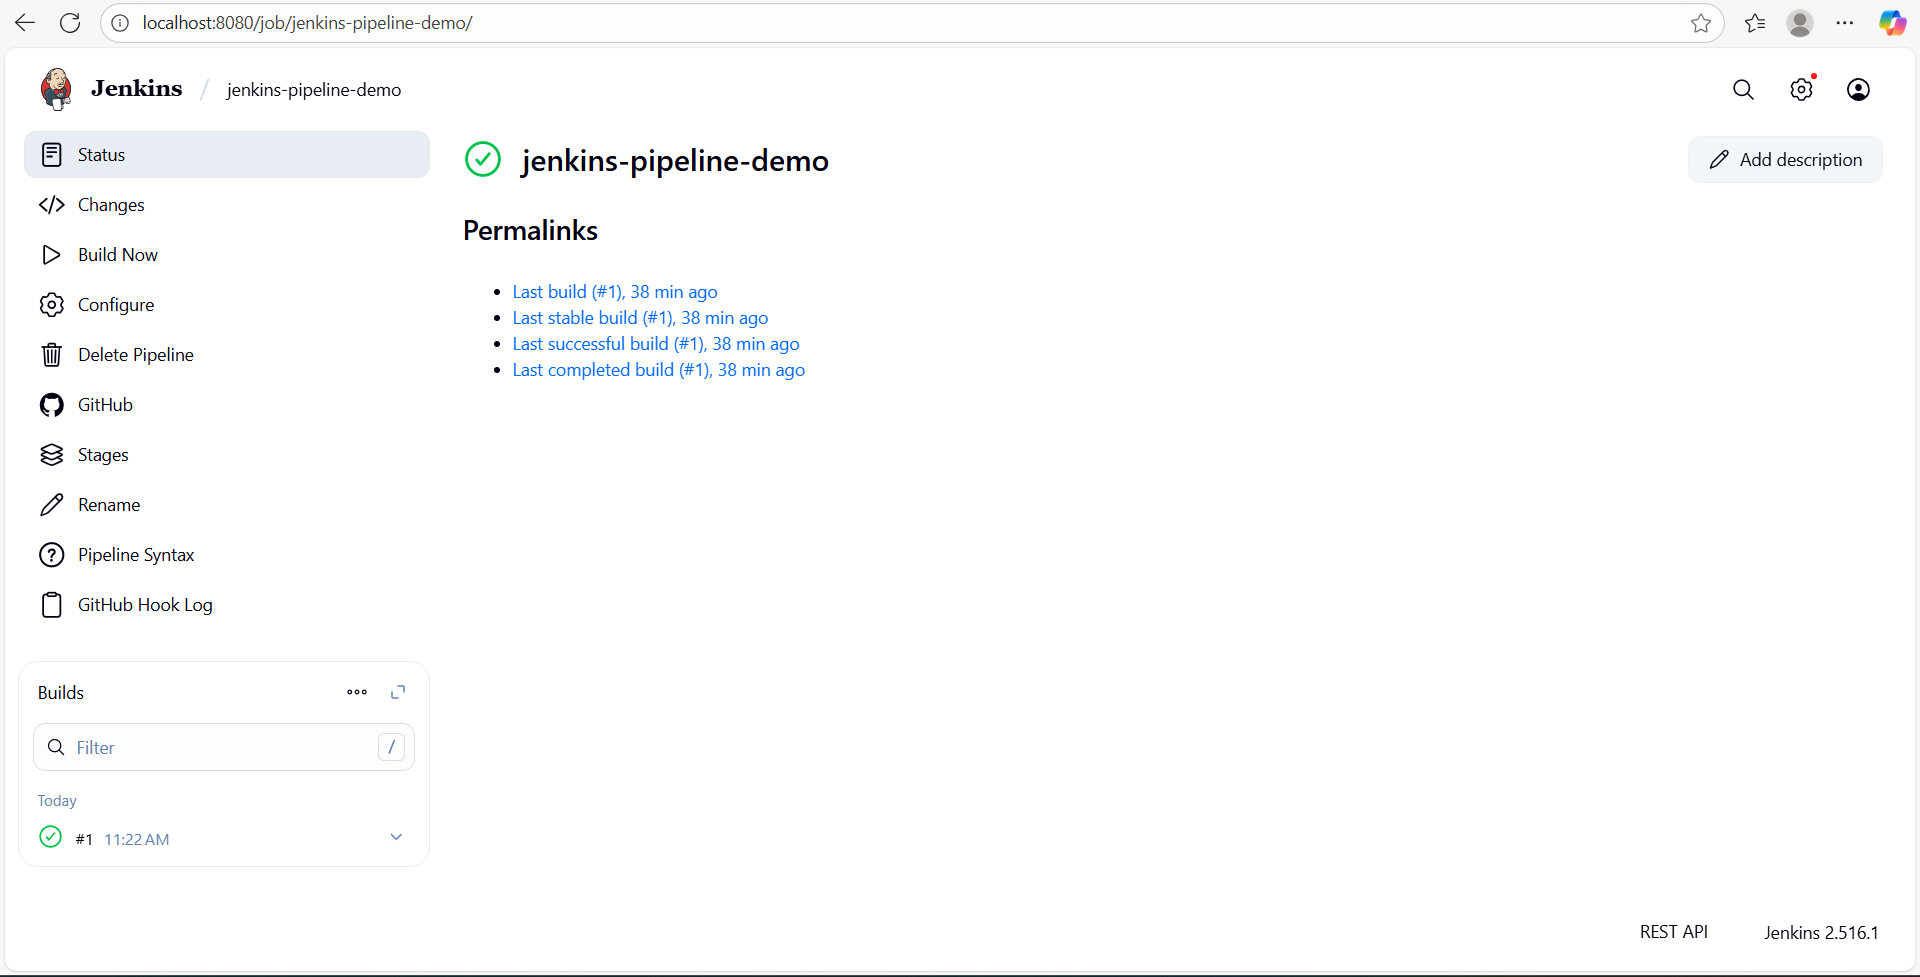 localhost:8080/job/jenkins-pipeline-demo/
Jenkins / jenkins-pipeline-demo
Status
Changes
Build Now
Configure
Delete Pipeline
GitHub
Stages
Rename
Pipeline Syntax
GitHub Hook Log
Builds
Filter /
Today
#1 11:22 AM
jenkins-pipeline-demo
Add description
Permalinks
Last build (#1), 38 min ago
Last stable build (#1), 38 min ago
Last successful build (#1), 38 min ago
Last completed build (#1), 38 min ago
REST API Jenkins 2.516.1